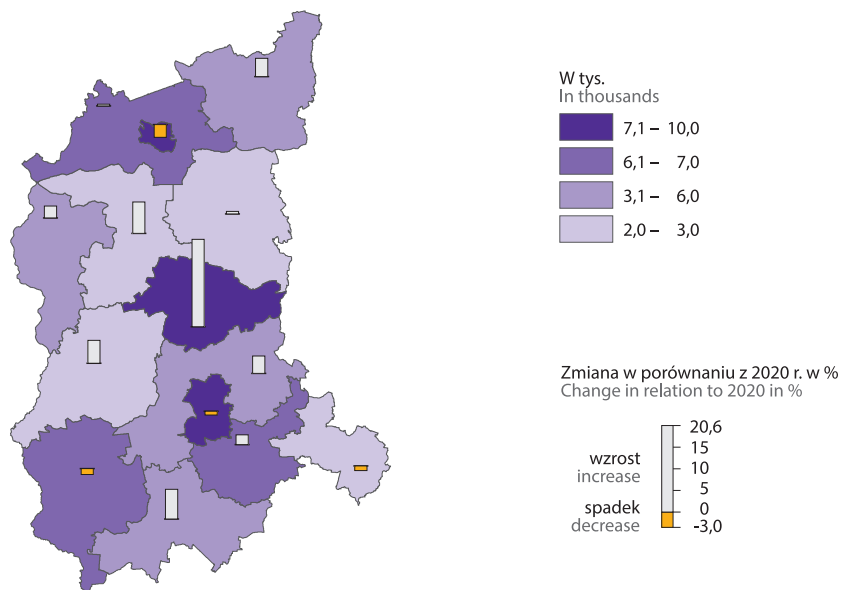 W tys.
In thousands
7,1 – 10,0
6,1 – 7,0
3,1 – 6,0
2,0 – 3,0
Zmiana w porównaniu z 2020 r. w %
Change in relation to 2020 in %
20,6
15
10
5
0
-3,0
wzrost
increase
spadek
decrease